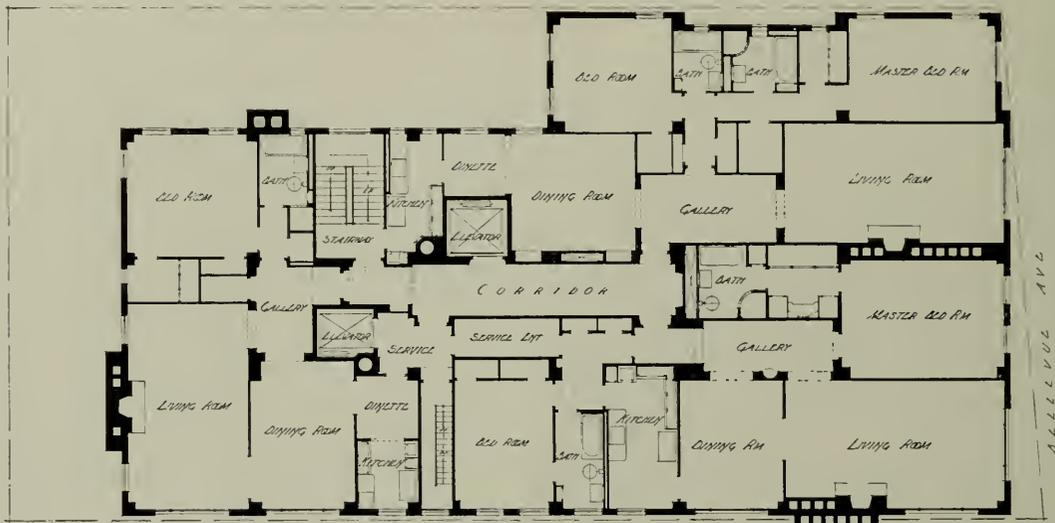 BED ROOM
BATH
BATH
MASTER BED RM
BED ROOM
BATH
STAIRWAY
KITCHEN
DINETTE
ELEVATOR
DINING ROOM
GALLERY
LIVING ROOM
CORRIDOR
BATH
MASTER BED RM
GALLERY
ELEVATOR
SERVICE
SERVICE ENT
GALLERY
LIVING ROOM
DINING ROOM
DINETTE
KITCHEN
BED ROOM
BATH
KITCHEN
DINING RM
LIVING ROOM